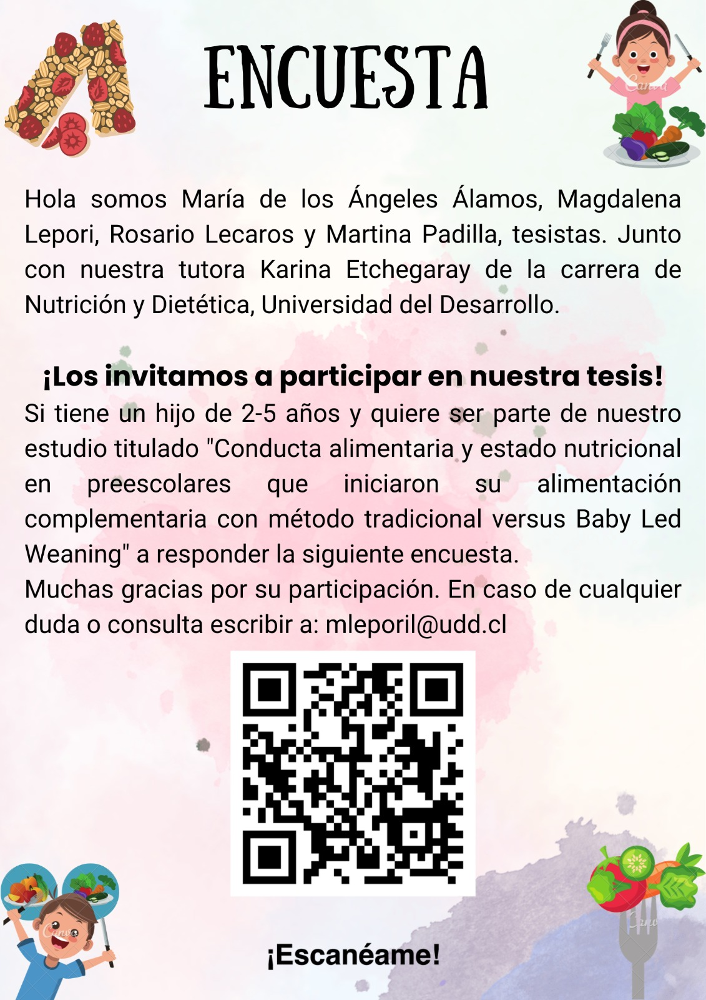 ENCUESTA
Hola somos María de los Ángeles Álamos, Magdalena
Lepori, Rosario Lecaros y Martina Padilla, tesistas. Junto
con nuestra tutora Karina Etchegaray de la carrera de
Nutrición y Dietética, Universidad del Desarrollo.
¡Los invitamos a participar en nuestra tesis!
Si tiene un hijo de 2-5 años y quiere ser parte de nuestro
estudio titulado "Conducta alimentaria y estado nutricional
en preescolares que iniciaron su alimentación
complementaria con método tradicional versus Baby Led
Weaning" a responder la siguiente encuesta.
Muchas gracias por su participación. En caso de cualquier
duda o consulta escribir a: mleporil@udd.cl
¡Escanéame!
Canva
Canva
Canva